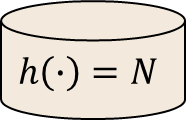 h(·) = N